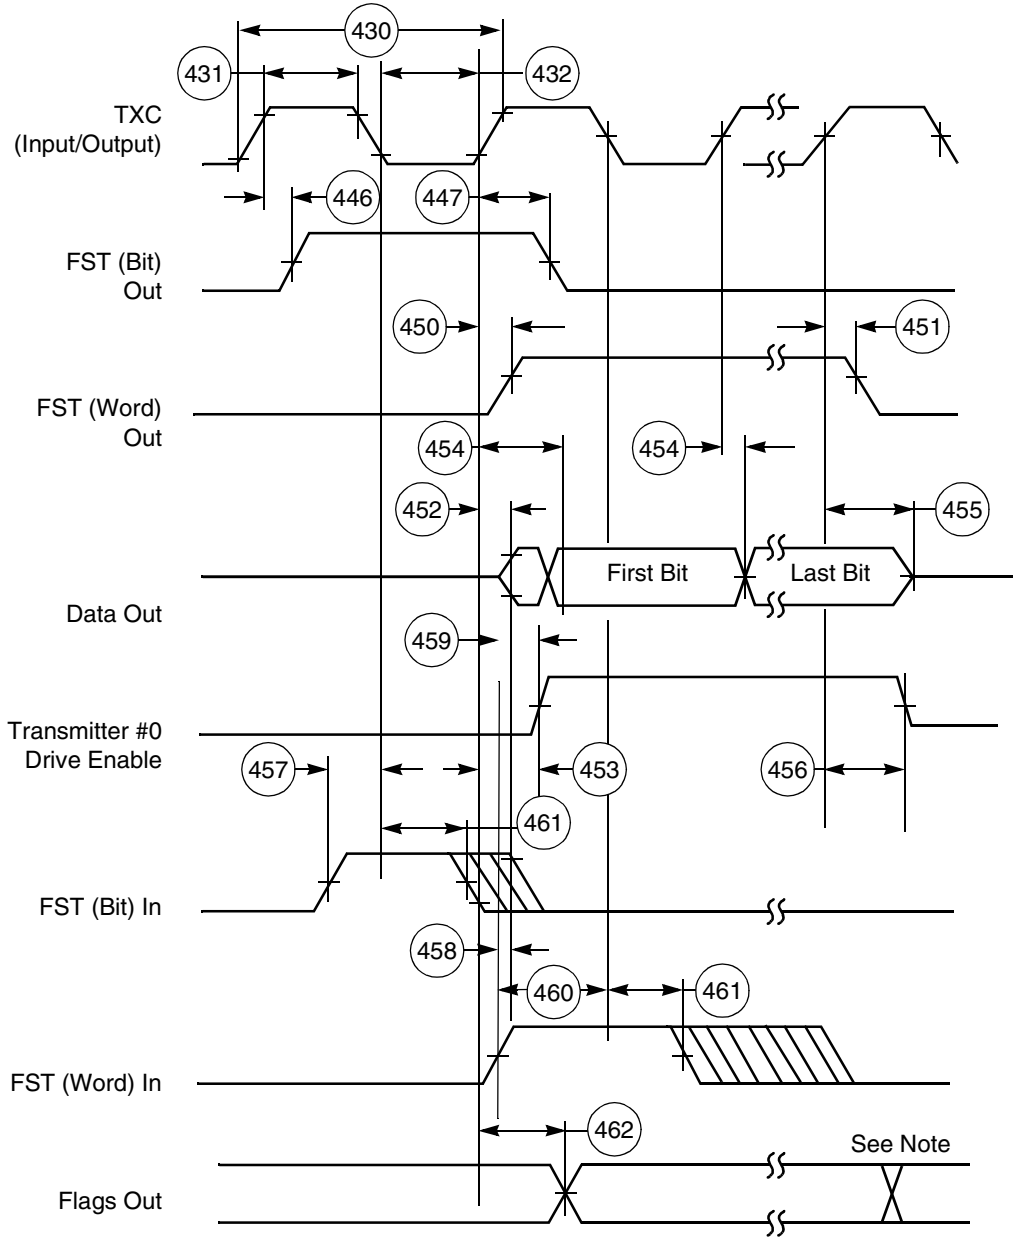 430
431
432
TXC
(Input/Output)
446
447
FST (Bit)
Out
450
451
FST (Word)
Out
454
454
452
455
First Bit
Last Bit
Data Out
459
Transmitter #0
Drive Enable
457
453
456
461
FST (Bit) In
458
460
461
FST (Word) In
462
See Note
Flags Out